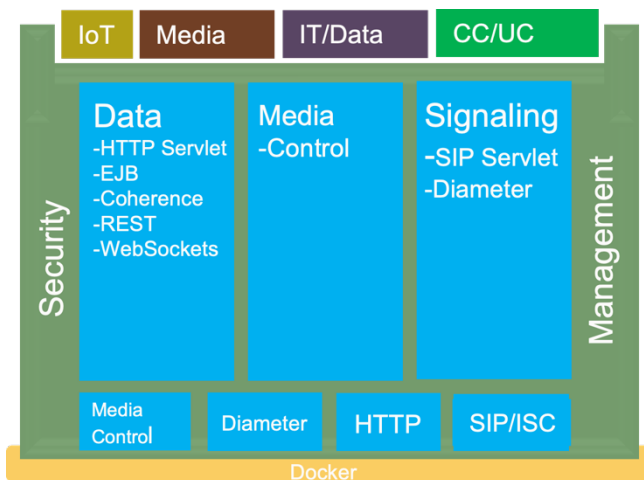 IoT
Media
IT/Data
CC/UC
Security
Data
-HTTP Servlet
-EJB
-Coherence
-REST
-WebSockets
Media
-Control
Signaling
-SIP Servlet
-Diameter
Management
Media
Control
Diameter
HTTP
SIP/ISC
Docker